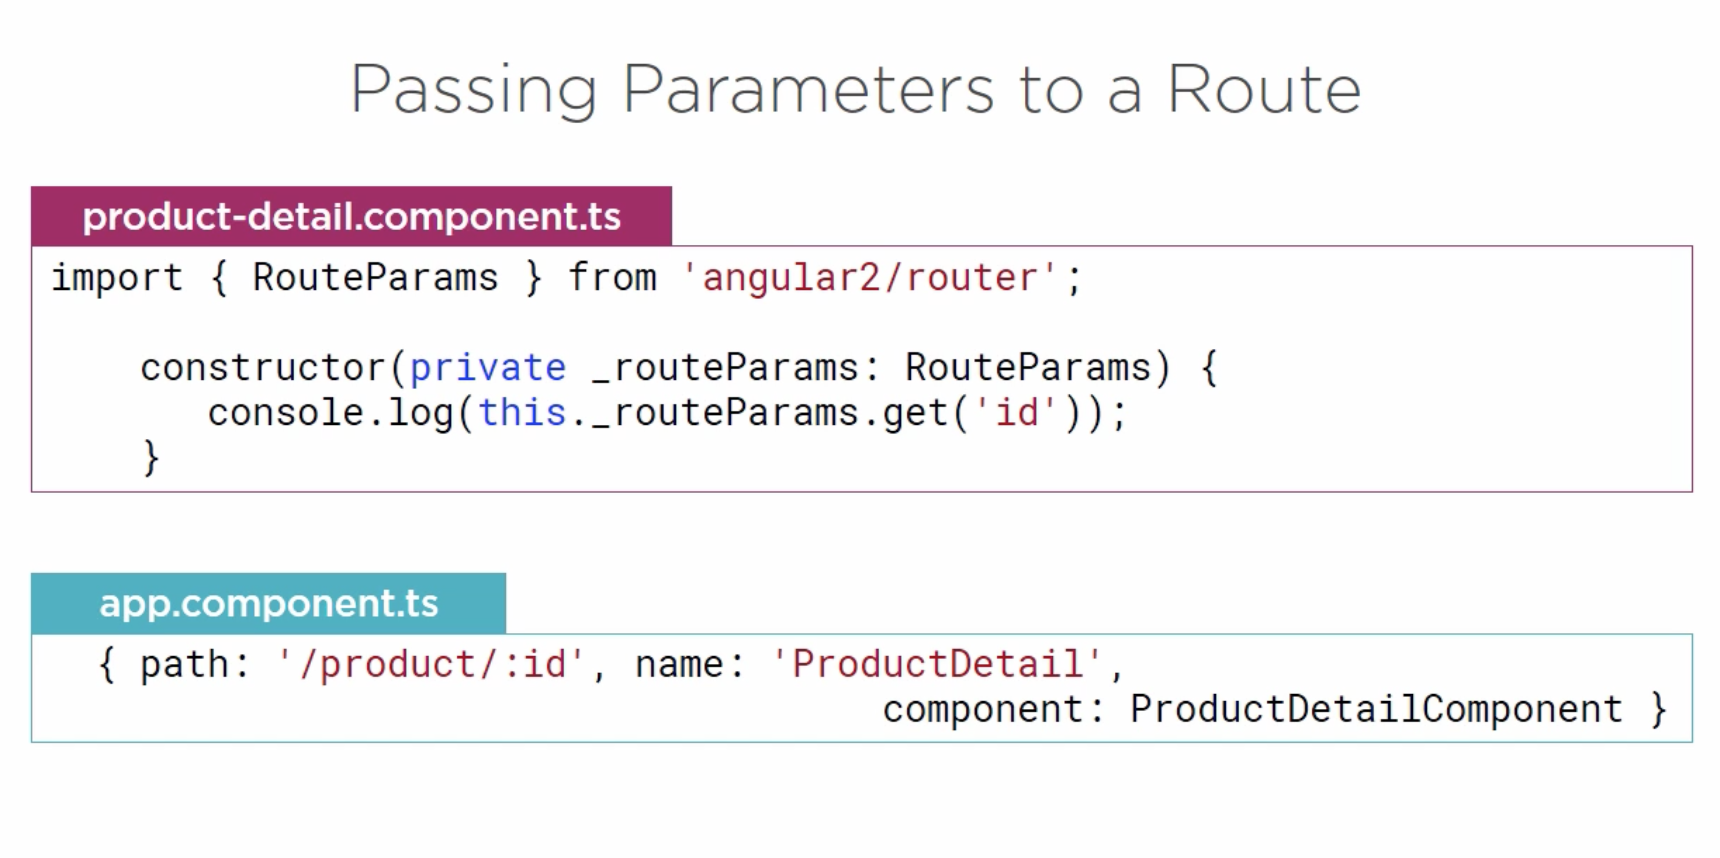 Passing Parameters to a Route
product-detail.component.ts
import { RouteParams } from 'angular2/router';
constructor(private _routeParams: RouteParams) {
console.log(this._routeParams.get('id'));
}
app.component.ts
{ path: '/product/:id', name: 'ProductDetail',
component: ProductDetailComponent }